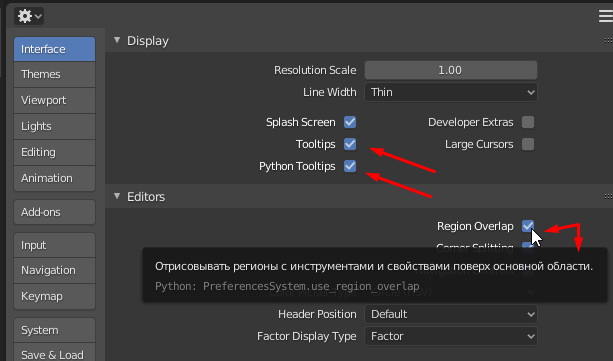 Interface
Themes
Viewport
Lights
Editing
Animation
Add-ons
Input
Navigation
Keymap
System
Save & Load
Display
Resolution Scale 1.00
Line Width Thin
Splash Screen Developer Extras
Tooltips Large Cursors
Python Tooltips
Editors
Region Overlap
Corner Splitting
Отрисовывать регионы с инструментами и свойствами поверх основной области.
Python: PreferencesSystem.use_region_overlap
Header Position Default
Factor Display Type Factor